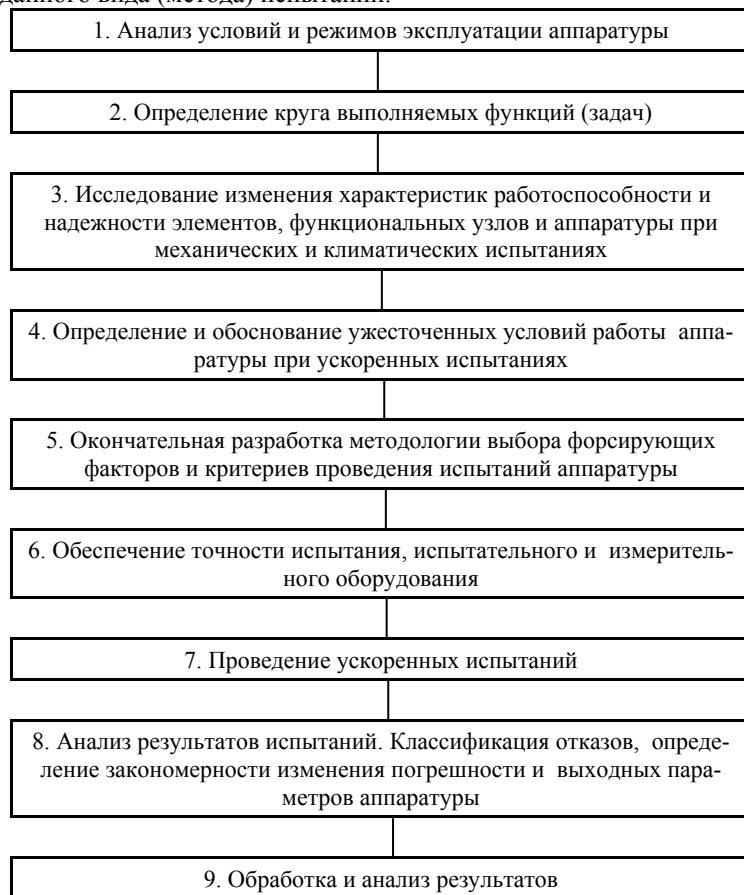 данного вида (метода) испытаний.
1. Анализ условий и режимов эксплуатации аппаратуры
2. Определение круга выполняемых функций (задач)
3. Исследование изменения характеристик работоспособности и
надежности элементов, функциональных узлов и аппаратуры при
механических и климатических испытаниях
4. Определение и обоснование ужесточенных условий работы аппа-
ратуры при ускоренных испытаниях
5. Окончательная разработка методологии выбора форсирующих
факторов и критериев проведения испытаний аппаратуры
6. Обеспечение точности испытания, испытательного и измеритель-
ного оборудования
7. Проведение ускоренных испытаний
8. Анализ результатов испытаний. Классификация отказов, опреде-
ление закономерности изменения погрешности и выходных пара-
метров аппаратуры
9. Обработка и анализ результатов